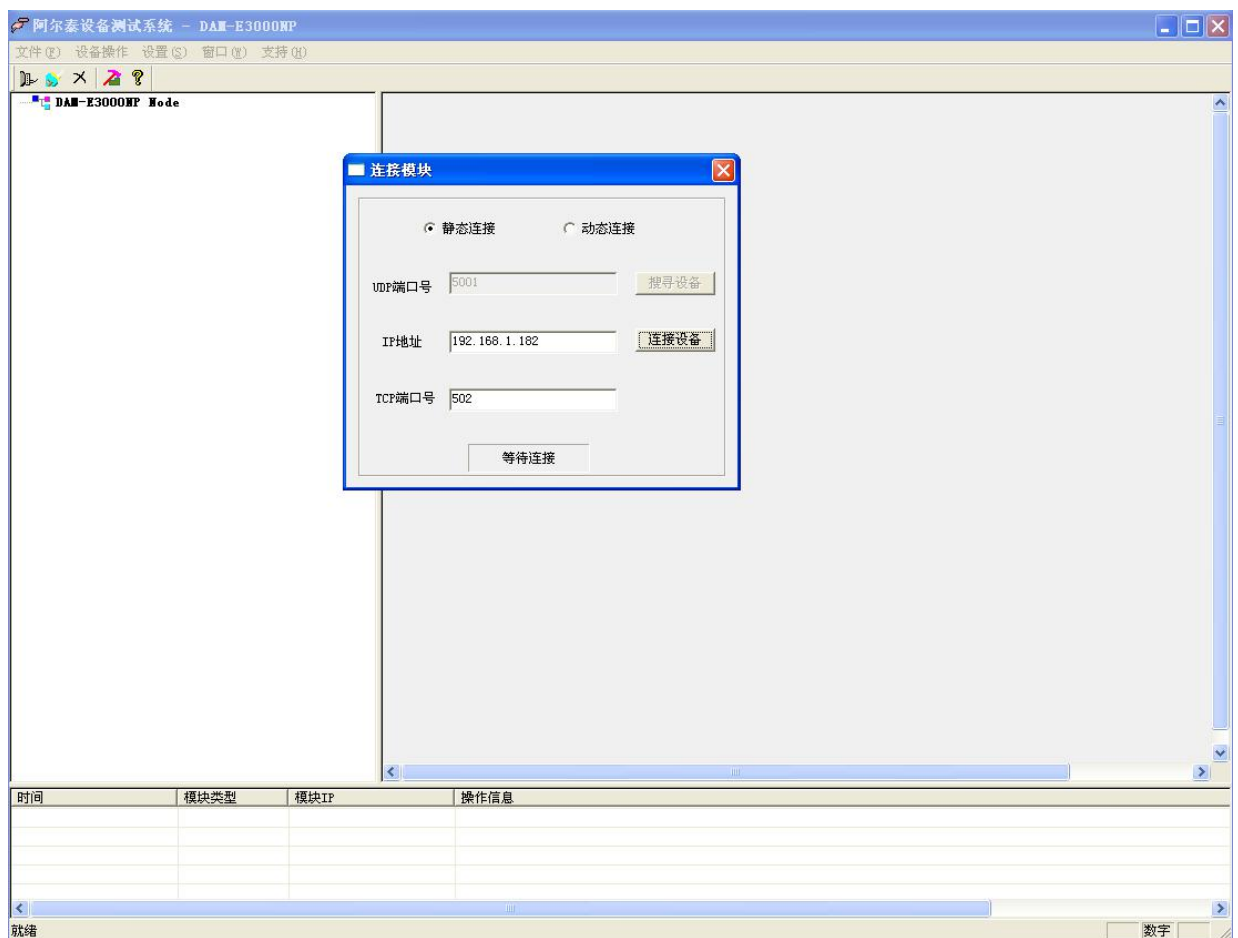 阿尔泰设备测试系统 - DAM-E3000NP
文件(F) 设备操作 设置(S) 窗口(W) 支持(H)
DAM-E3000NP Node
连接模块
静态连接 动态连接
UDP端口号 5001 搜寻设备
IP地址 192.168.1.182 连接设备
TCP端口号 502
等待连接
时间 模块类型 模块IP 操作信息
就绪 数字